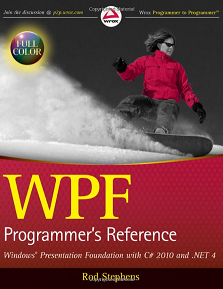 Join the discussion @ p2p.wrox.com
Wrox Programmer to Programmer™
wrox
FULL
COLOR
WPF
Programmer's Reference
Windows® Presentation Foundation with C# 2010 and .NET 4
Rod Stephens